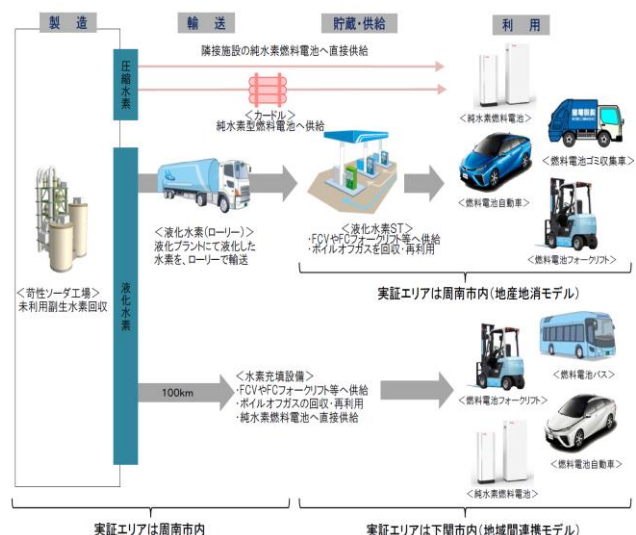 製 造
輸 送
貯蔵・供給
利 用
圧縮水素
隣接施設の純水素燃料電池へ直接供給
<カードル>
純水素型燃料電池へ供給
<純水素燃料電池>
<燃料電池ゴミ収集車>
<燃料電池自動車>
<液化水素(ローリー)>
液化プラントにて液化した
水素を、ローリーで輸送
<液化水素ST>
・FCVやFCフォークリフト等へ供給
・ボイルオフガスを回収・再利用
<燃料電池フォークリフト>
<苛性ソーダ工場>
未利用副生水素回収
実証エリアは周南市内(地産地消モデル)
液化水素
100km
<水素充填設備>
・FCVやFCフォークリフト等へ供給
・ボイルオフガスの回収・再利用
・純水素燃料電池へ直接供給
<燃料電池バス>
<燃料電池フォークリフト>
<燃料電池自動車>
<純水素燃料電池>
実証エリアは周南市内
実証エリアは下関市内(地域間連携モデル)